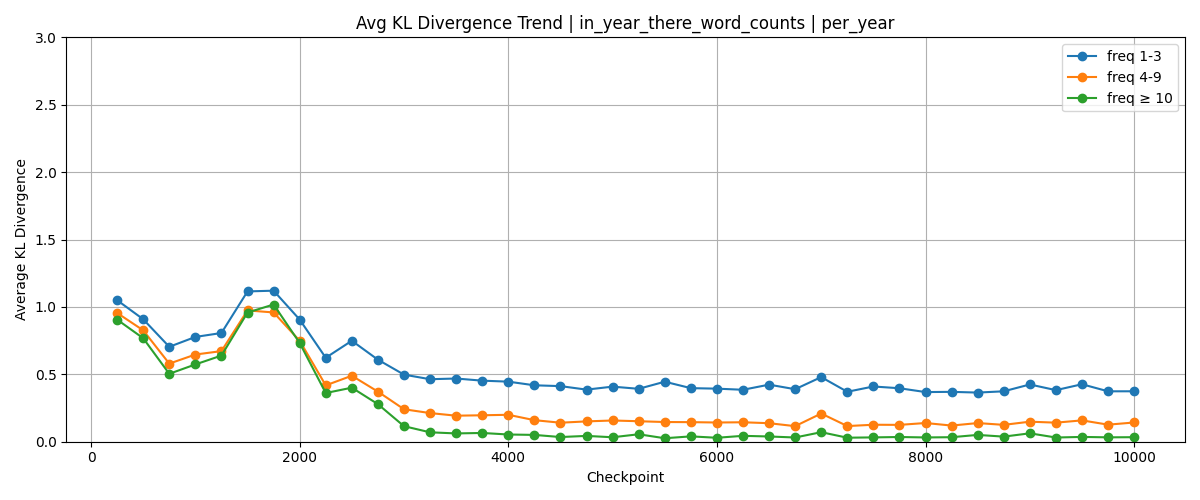 Avg KL Divergence Trend | in_year_there_word_counts | per_year
freq 1-3
freq 4-9
freq ≥ 10
Average KL Divergence
3.0
2.5
2.0
1.5
1.0
0.5
0.0
0 2000 4000 6000 8000 10000
Checkpoint